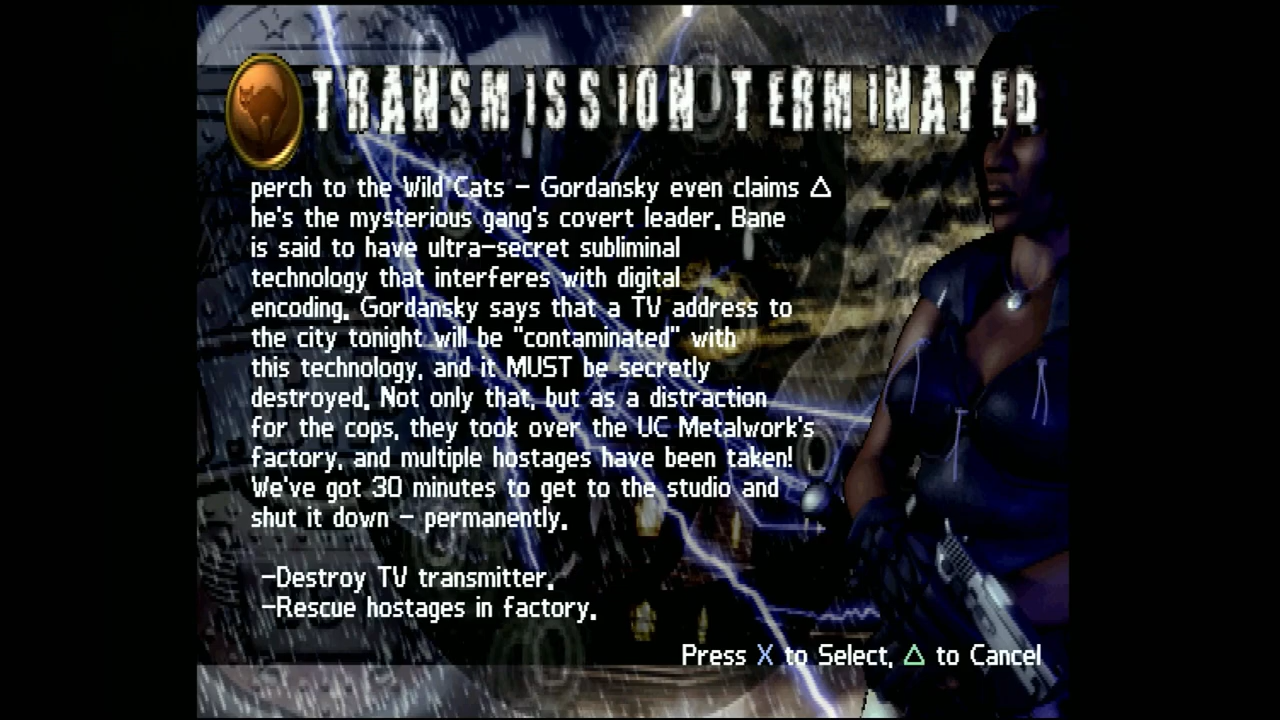 TRANSMISSION TERMINATED
perch to the Wild Cats – Gordansky even claims △
he's the mysterious gang's covert leader. Bane
is said to have ultra–secret subliminal
technology that interferes with digital
encoding. Gordansky says that a TV address to
the city tonight will be "contaminated" with
this technology, and it MUST be secretly
destroyed. Not only that, but as a distraction
for the cops, they took over the UC Metalwork's
factory, and multiple hostages have been taken!
We've got 30 minutes to get to the studio and
shut it down – permanently.
–Destroy TV transmitter.
–Rescue hostages in factory.
Press X to Select, △ to Cancel